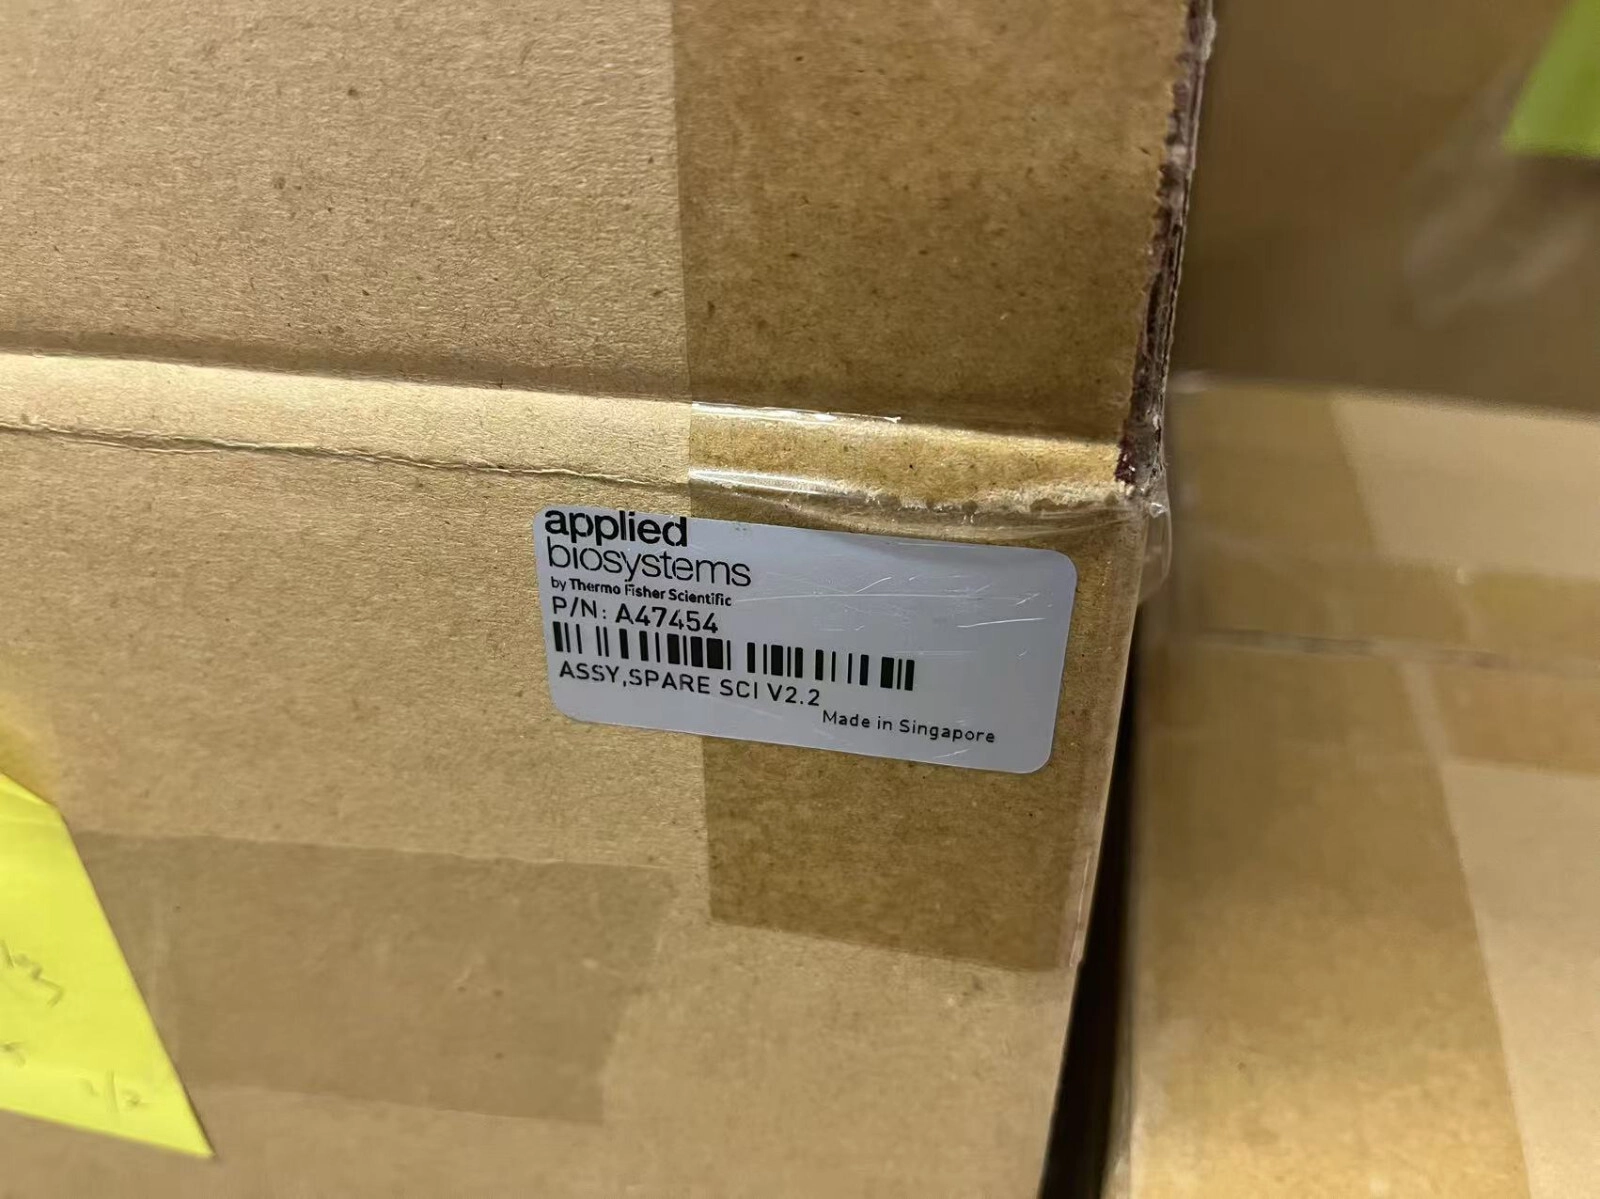 applied
biosystems
by Thermo Fisher Scientific
P/N: A47454
ASSY,SPARE SCI V2.2
Made in Singapore